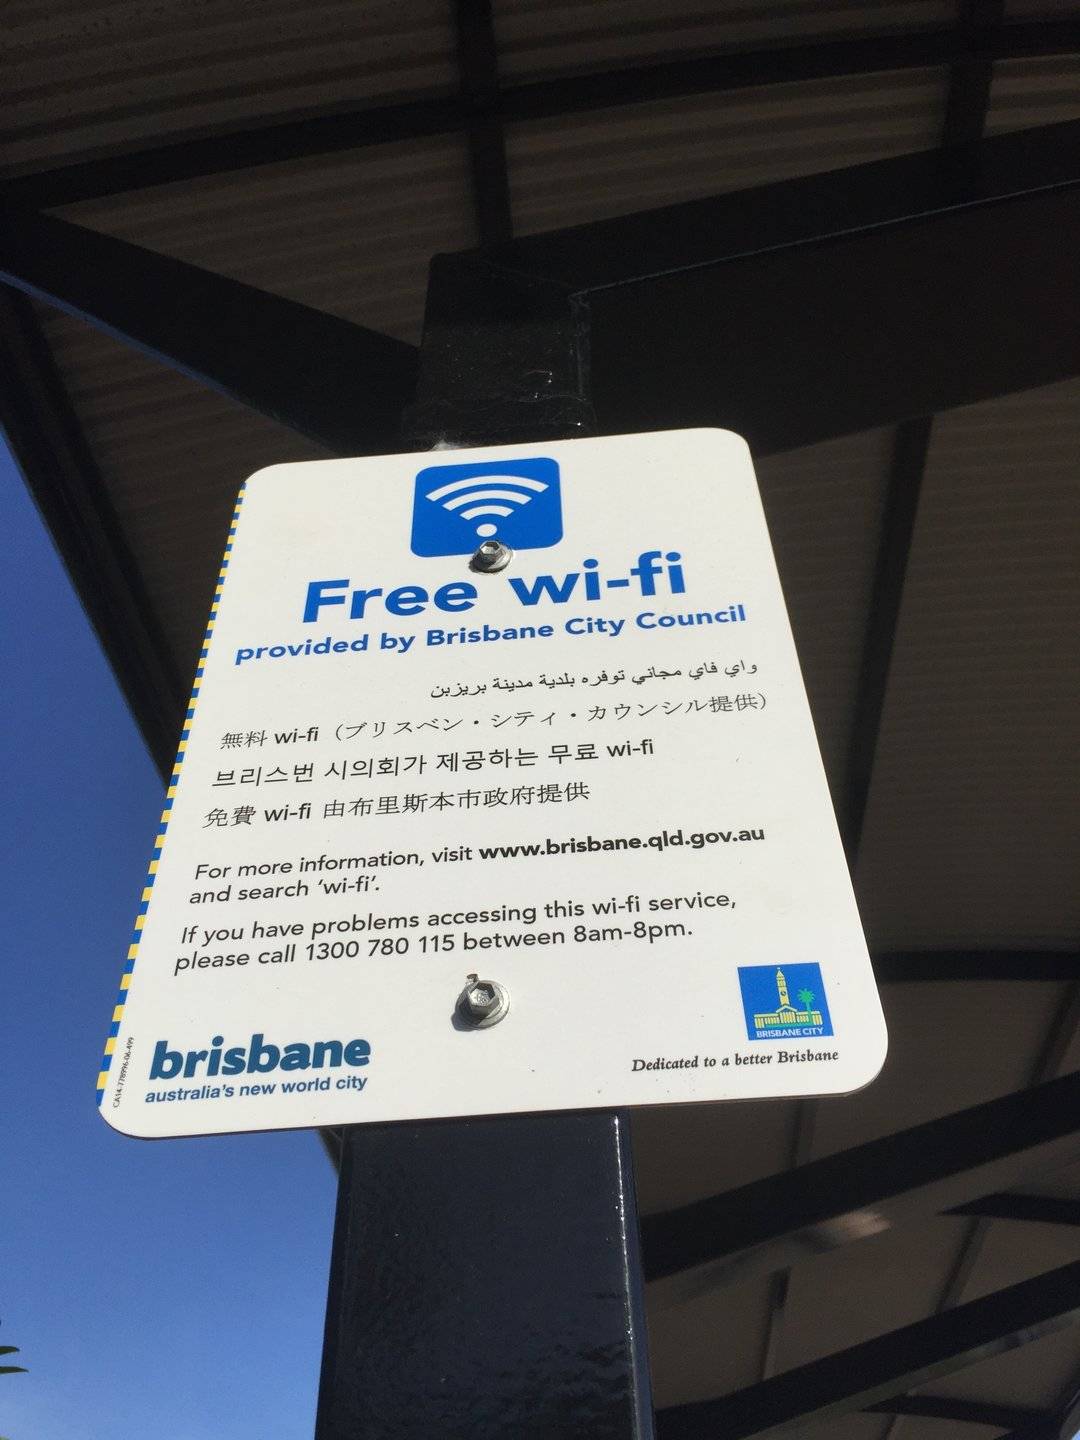 Free wi-fi
provided by Brisbane City Council
واي فاي مجاني توفره بلدية مدينة بريزبن
無料 wi-fi（ブリスベン・シティ・カウンシル提供）
브리스번 시의회가 제공하는 무료 wi-fi
免費 wi-fi 由布里斯本市政府提供
For more information, visit www.brisbane.qld.gov.au
and search ‘wi-fi’.
If you have problems accessing this wi-fi service,
please call 1300 780 115 between 8am-8pm.
BRISBANE CITY
Dedicated to a better Brisbane
brisbane
australia's new world city